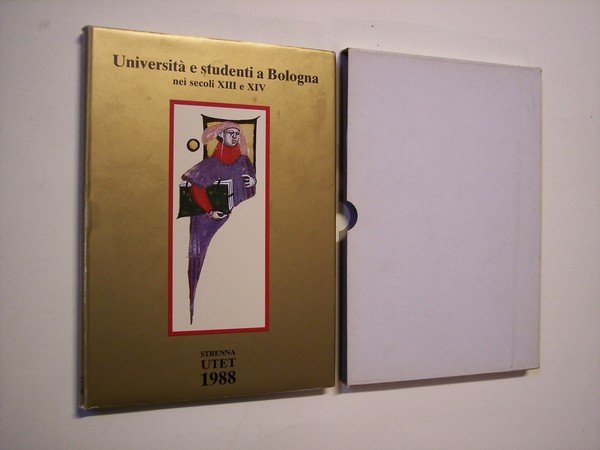 Università e studenti a Bologna
nei secoli XIII e XIV
STRENNA
UTET
1988